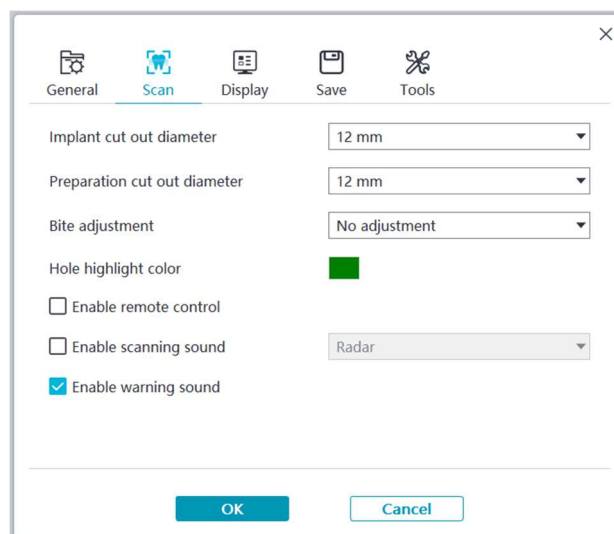 General Scan Display Save Tools
Implant cut out diameter 12 mm
Preparation cut out diameter 12 mm
Bite adjustment No adjustment
Hole highlight color
Enable remote control
Enable scanning sound Radar
Enable warning sound
OK Cancel